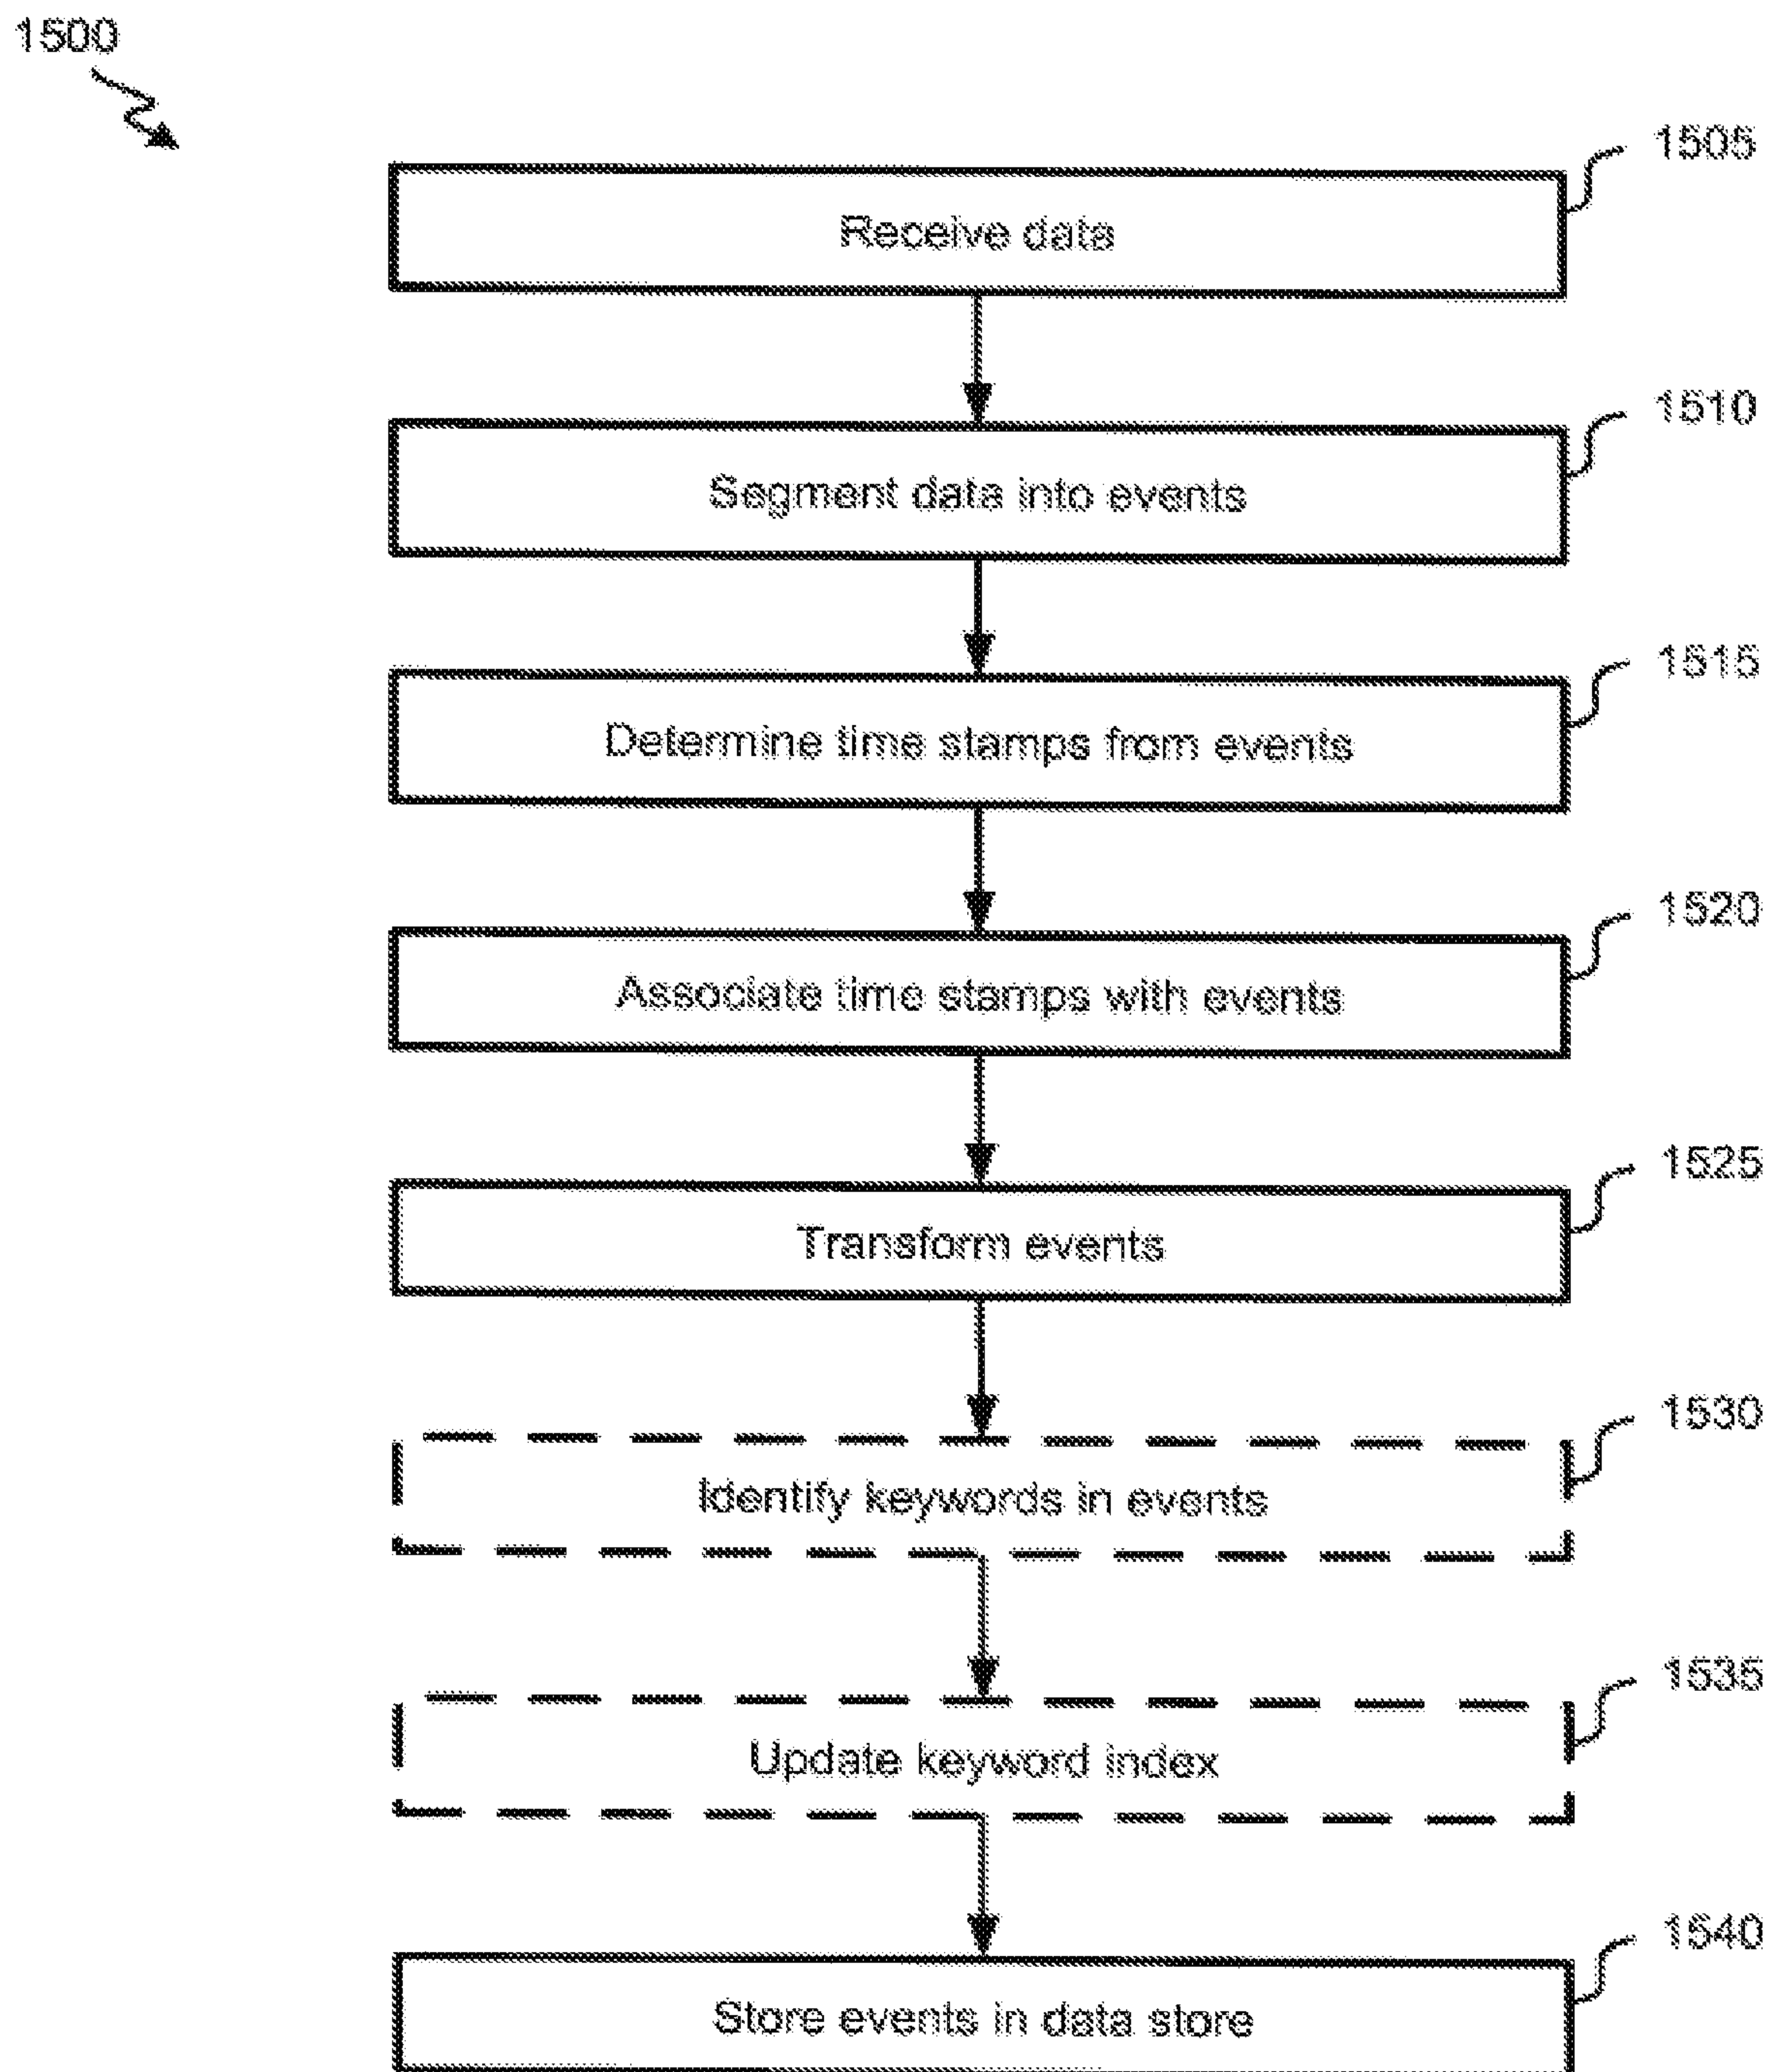 1500
1505
Receive data
1510
Segment data into events
1515
Determine time stamps from events
1520
Associate time stamps with events
1525
Transform events
1530
Identify keywords in events
1535
Update keyword index
1540
Store events in data store